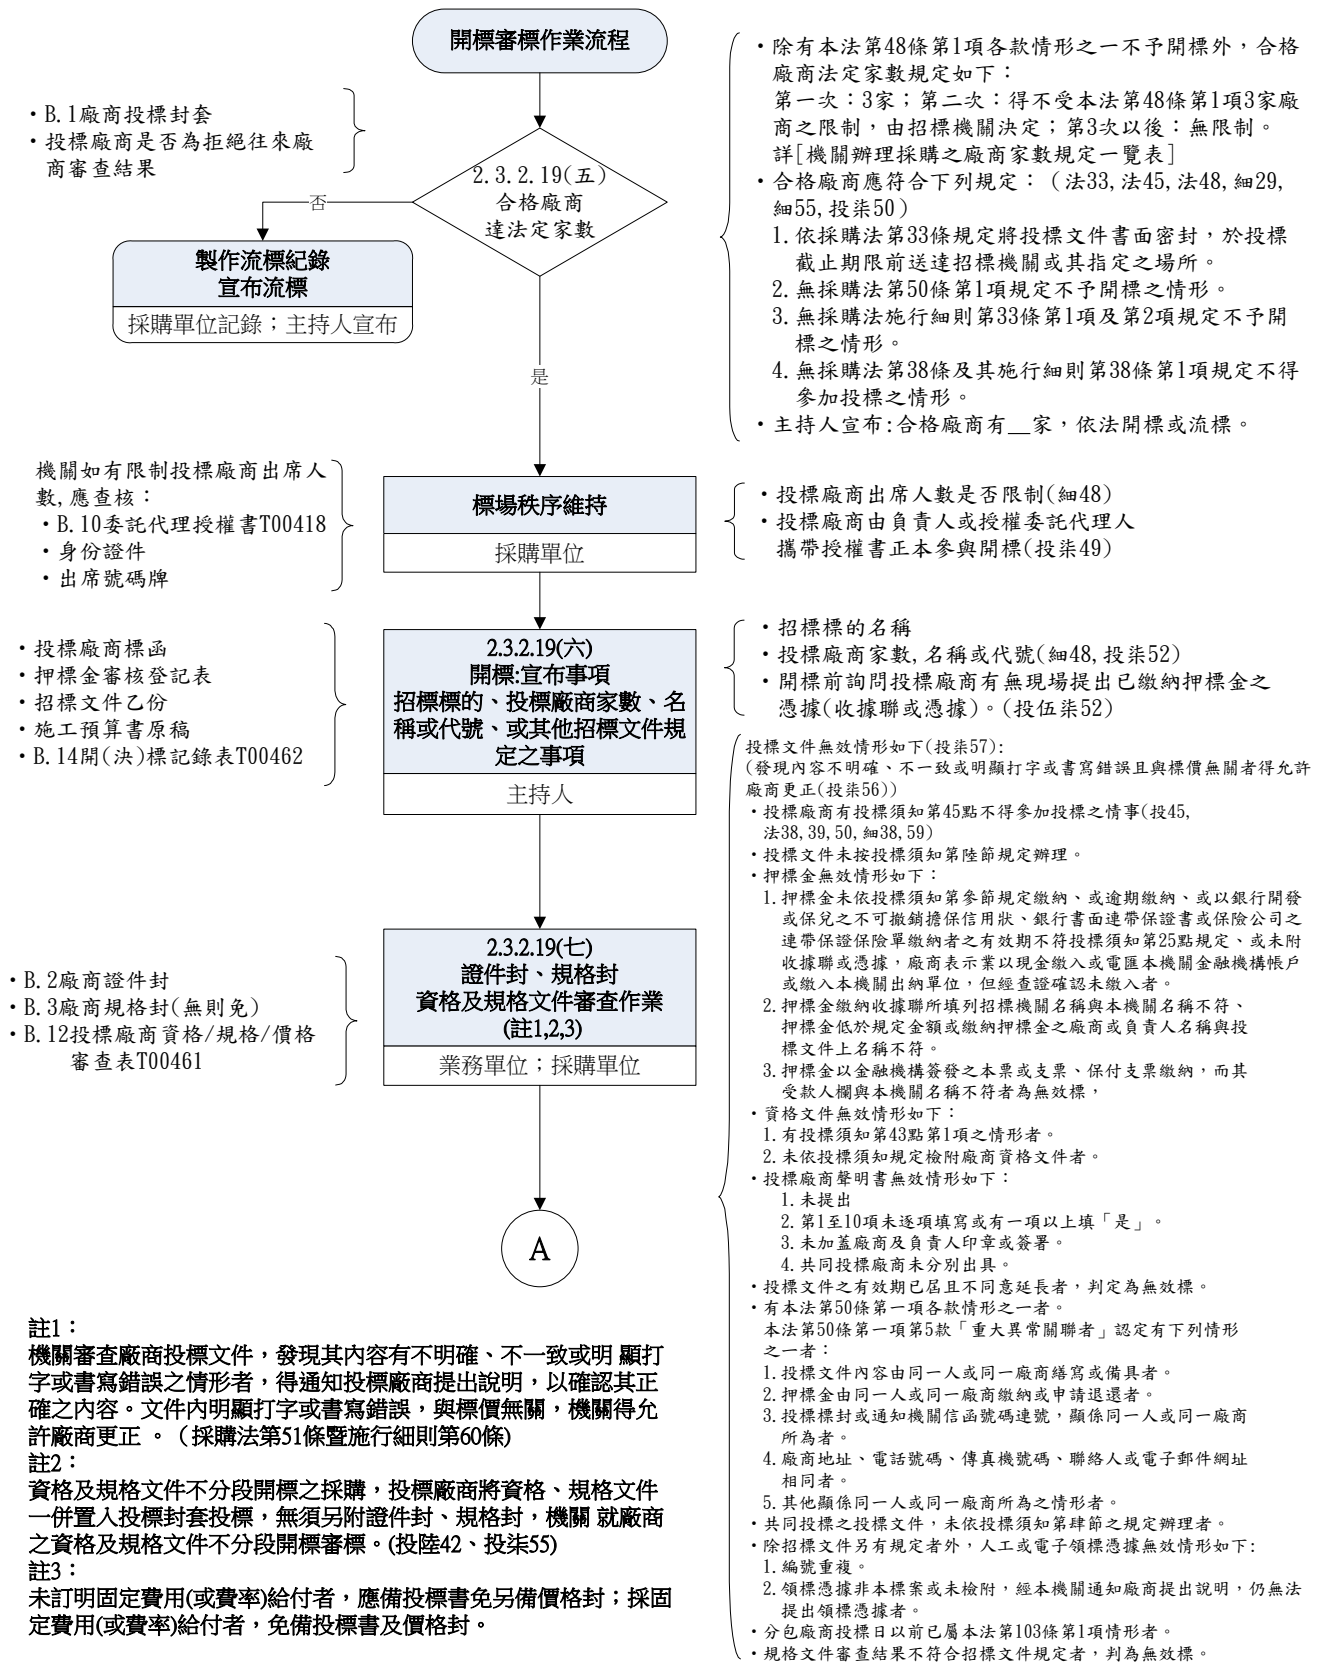 開標審標作業流程
・B.1廠商投標封套
・投標廠商是否為拒絕往來廠
商審查結果
2.3.2.19(五)
合格廠商
達法定家數
否
製作流標紀錄
宣布流標
採購單位記錄；主持人宣布
是
・除有本法第48條第1項各款情形之一不予開標外，合格
廠商法定家數規定如下：
第一次：3家；第二次：得不受本法第48條第1項3家廠
商之限制，由招標機關決定；第3次以後：無限制。
詳[機關辦理採購之廠商家數規定一覽表]
・合格廠商應符合下列規定：（法33,法45,法48,細29,
細55,投柒50）
1.依採購法第33條規定將投標文件書面密封，於投標
截止期限前送達招標機關或其指定之場所。
2.無採購法第50條第1項規定不予開標之情形。
3.無採購法施行細則第33條第1項及第2項規定不予開
標之情形。
4.無採購法第38條及其施行細則第38條第1項規定不得
參加投標之情形。
・主持人宣布:合格廠商有__家，依法開標或流標。
機關如有限制投標廠商出席人
數,應查核：
・B.10委託代理授權書T00418
・身份證件
・出席號碼牌
標場秩序維持
採購單位
・投標廠商出席人數是否限制(細48)
・投標廠商由負責人或授權委託代理人
攜帶授權書正本參與開標(投柒49)
・投標廠商標函
・押標金審核登記表
・招標文件乙份
・施工預算書原稿
・B.14開(決)標記錄表T00462
2.3.2.19(六)
開標:宣布事項
招標標的、投標廠商家數、名
稱或代號、或其他招標文件規
定之事項
主持人
・招標標的名稱
・投標廠商家數,名稱或代號(細48,投柒52)
・開標前詢問投標廠商有無現場提出已繳納押標金之
憑據(收據聯或憑據)。(投伍柒52)
・B.2廠商證件封
・B.3廠商規格封(無則免)
・B.12投標廠商資格/規格/價格
審查表T00461
2.3.2.19(七)
證件封、規格封
資格及規格文件審查作業
(註1,2,3)
業務單位；採購單位
A
投標文件無效情形如下(投柒57):
(發現內容不明確、不一致或明顯打字或書寫錯誤且與標價無關者得允許
廠商更正(投柒56))
・投標廠商有投標須知第45點不得參加投標之情事(投45,
法38,39,50,細38,59)
・投標文件未按投標須知第陸節規定辦理。
・押標金無效情形如下：
1.押標金未依投標須知第參節規定繳納、或逾期繳納、或以銀行開發
或保兌之不可撤銷擔保信用狀、銀行書面連帶保證書或保險公司之
連帶保證保險單繳納者之有效期不符投標須知第25點規定、或未附
收據聯或憑據，廠商表示業以現金繳入或電匯本機關金融機構帳戶
或繳入本機關出納單位，但經查證確認未繳入者。
2.押標金繳納收據聯所填列招標機關名稱與本機關名稱不符、
押標金低於規定金額或繳納押標金之廠商或負責人名稱與投
標文件上名稱不符。
3.押標金以金融機構簽發之本票或支票、保付支票繳納，而其
受款人欄與本機關名稱不符者為無效標，
・資格文件無效情形如下：
1.有投標須知第43點第1項之情形者。
2.未依投標須知規定檢附廠商資格文件者。
・投標廠商聲明書無效情形如下：
1.未提出
2.第1至10項未逐項填寫或有一項以上填「是」。
3.未加蓋廠商及負責人印章或簽署。
4.共同投標廠商未分別出具。
・投標文件之有效期已屆且不同意延長者，判定為無效標。
・有本法第50條第一項各款情形之一者。
本法第50條第一項第5款「重大異常關聯者」認定有下列情形
之一者：
1.投標文件內容由同一人或同一廠商繕寫或備具者。
2.押標金由同一人或同一廠商繳納或申請退還者。
3.投標標封或通知機關信函號碼連號，顯係同一人或同一廠商
所為者。
4.廠商地址、電話號碼、傳真機號碼、聯絡人或電子郵件網址
相同者。
5.其他顯係同一人或同一廠商所為之情形者。
・共同投標之投標文件，未依投標須知第肆節之規定辦理者。
・除招標文件另有規定者外，人工或電子領標憑據無效情形如下:
1.編號重複。
2.領標憑據非本標案或未檢附，經本機關通知廠商提出說明，仍無法
提出領標憑據者。
・分包廠商投標日以前已屬本法第103條第1項情形者。
・規格文件審查結果不符合招標文件規定者，判為無效標。
註1：
機關審查廠商投標文件，發現其內容有不明確、不一致或明 顯打
字或書寫錯誤之情形者，得通知投標廠商提出說明，以確認其正
確之內容。文件內明顯打字或書寫錯誤，與標價無關，機關得允
許廠商更正 。（採購法第51條暨施行細則第60條)
註2：
資格及規格文件不分段開標之採購，投標廠商將資格、規格文件
一併置入投標封套投標，無須另附證件封、規格封，機關 就廠商
之資格及規格文件不分段開標審標。(投陸42、投柒55)
註3：
未訂明固定費用(或費率)給付者，應備投標書免另備價格封；採固
定費用(或費率)給付者，免備投標書及價格封。